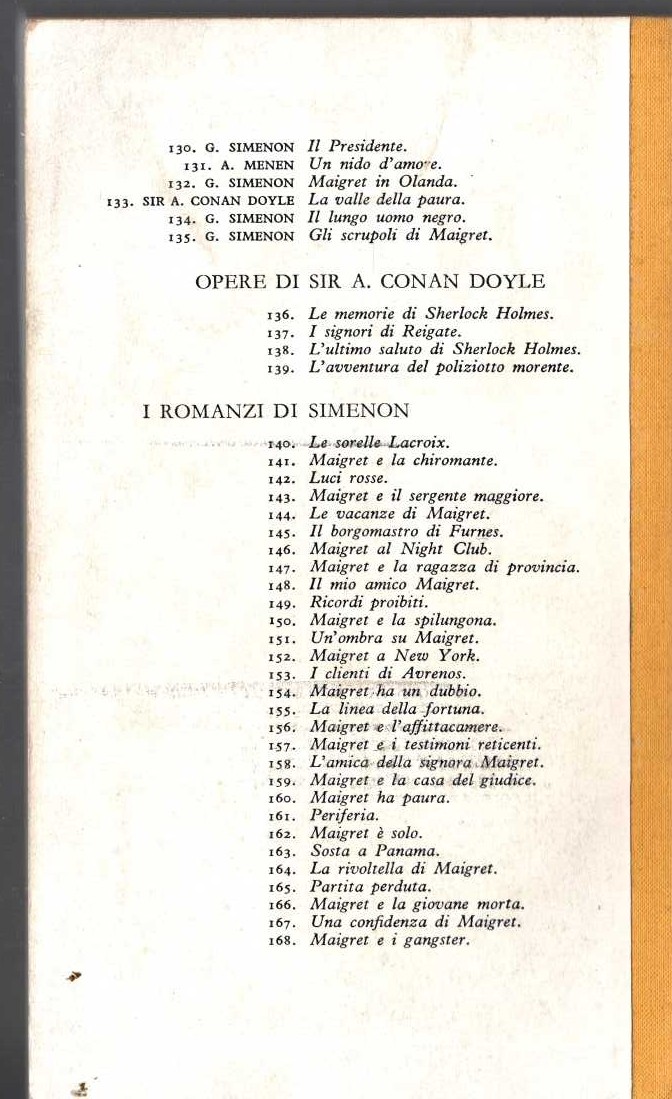 130. G. SIMENON Il Presidente.
131. A. MENEN Un nido d'amore.
132. G. SIMENON Maigret in Olanda.
133. SIR A. CONAN DOYLE La valle della paura.
134. G. SIMENON Il lungo uomo negro.
135. G. SIMENON Gli scrupoli di Maigret.
OPERE DI SIR A. CONAN DOYLE
136. Le memorie di Sherlock Holmes.
137. I signori di Reigate.
138. L'ultimo saluto di Sherlock Holmes.
139. L'avventura del poliziotto morente.
I ROMANZI DI SIMENON
140. Le sorelle Lacroix.
141. Maigret e la chiromante.
142. Luci rosse.
143. Maigret e il sergente maggiore.
144. Le vacanze di Maigret.
145. Il borgomastro di Furnes.
146. Maigret al Night Club.
147. Maigret e la ragazza di provincia.
148. Il mio amico Maigret.
149. Ricordi proibiti.
150. Maigret e la spilungona.
151. Un'ombra su Maigret.
152. Maigret a New York.
153. I clienti di Avrenos.
154. Maigret ha un dubbio.
155. La linea della fortuna.
156. Maigret e l'affittacamere.
157. Maigret e i testimoni reticenti.
158. L'amica della signora Maigret.
159. Maigret e la casa del giudice.
160. Maigret ha paura.
161. Periferia.
162. Maigret è solo.
163. Sosta a Panama.
164. La rivoltella di Maigret.
165. Partita perduta.
166. Maigret e la giovane morta.
167. Una confidenza di Maigret.
168. Maigret e i gangster.